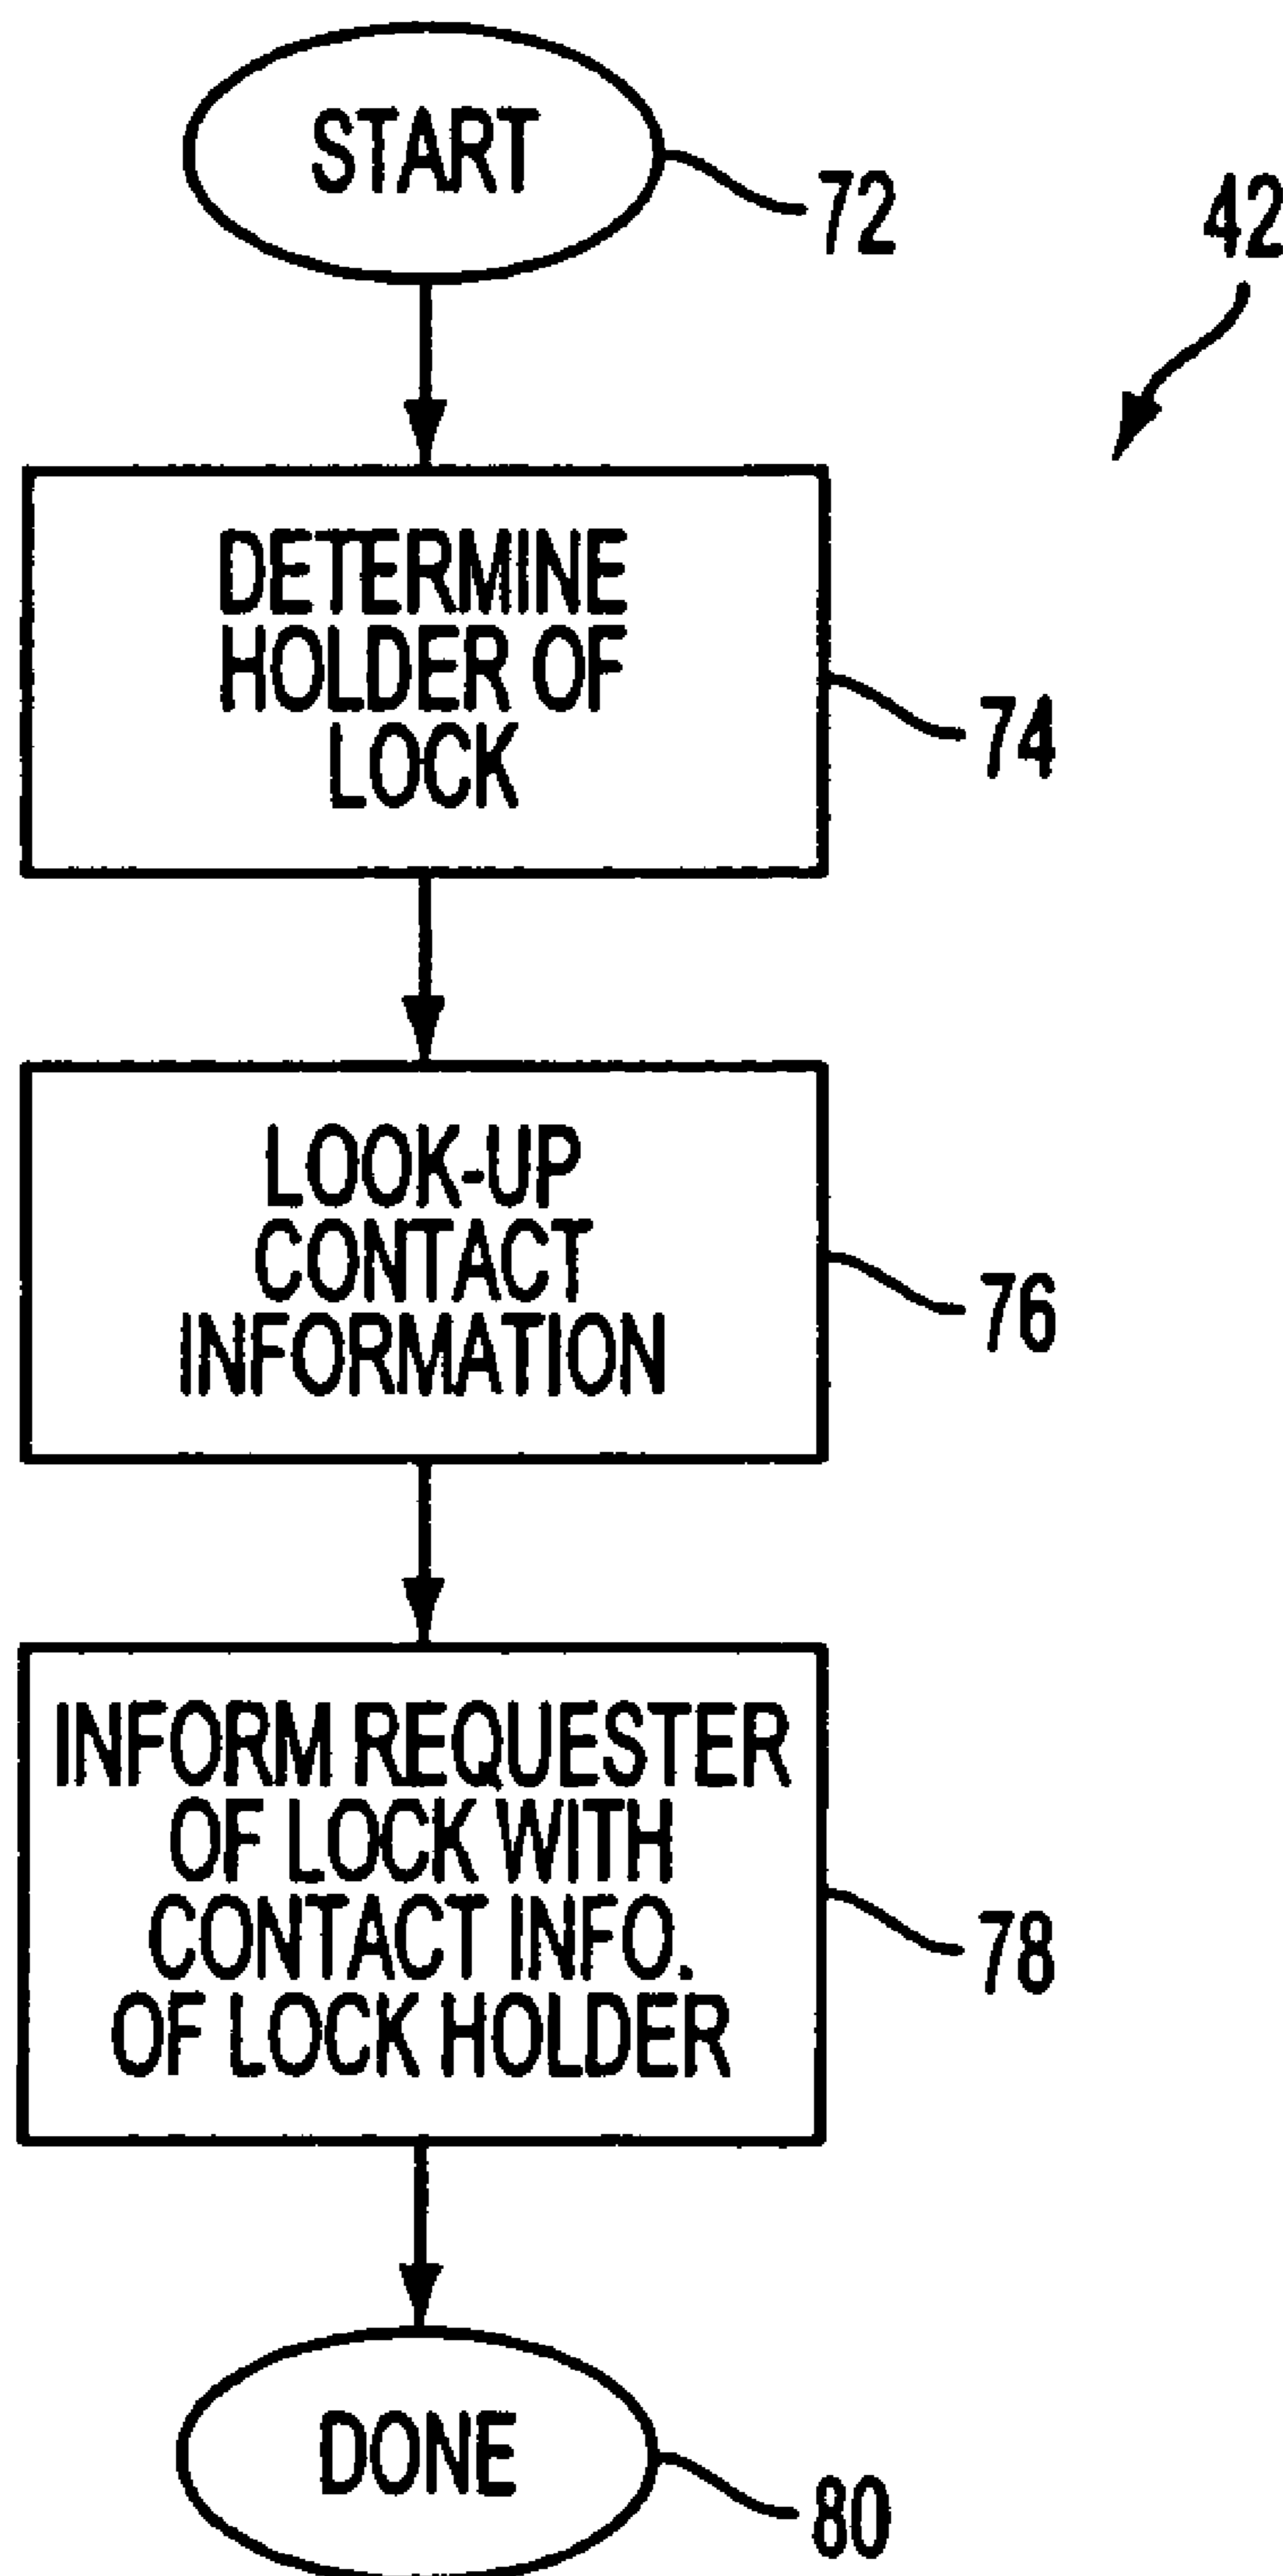 START
72
42
DETERMINE
HOLDER OF
LOCK
74
LOOK-UP
CONTACT
INFORMATION
76
INFORM REQUESTER
OF LOCK WITH
CONTACT INFO.
OF LOCK HOLDER
78
DONE
80